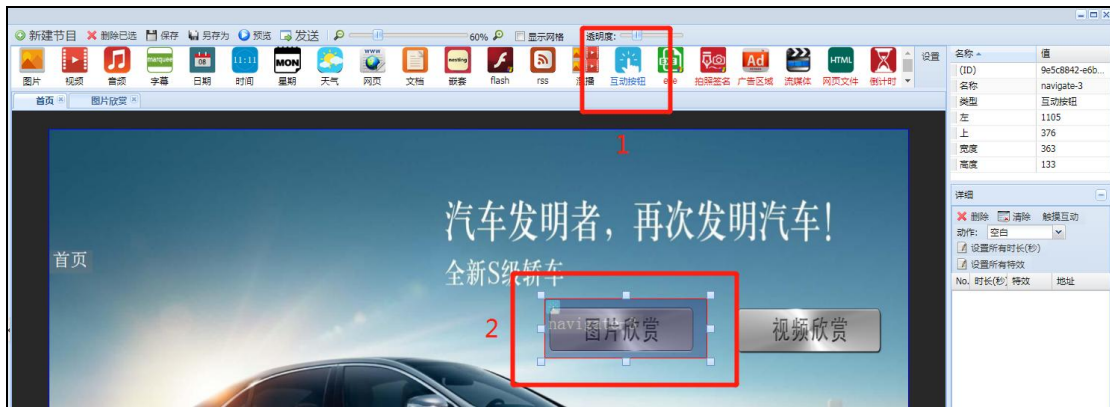 新建节目 删除已选 保存 另存为 预览 发送 60% 显示网格 透明度:
图片 视频 音频 marquee 字幕 08 日期 11:11 时间 MON 星期 天气 www 网页 文档 nesting 嵌套 flash rss 互动按钮 拍照签名 Ad 广告区域 流媒体 HTML 网页文件 倒计时 设置
首页 图片欣赏
1
汽车发明者，再次发明汽车！
首页
全新S级轿车
2
navigate
图片欣赏
视频欣赏
名称 值
(ID) 9e5c8842-e6b...
名称 navigate-3
类型 互动按钮
左 1105
上 376
宽度 363
高度 133
详细
删除 清除 触摸互动
动作: 空白
设置所有时长(秒)
设置所有特效
No. 时长(秒) 特效 地址